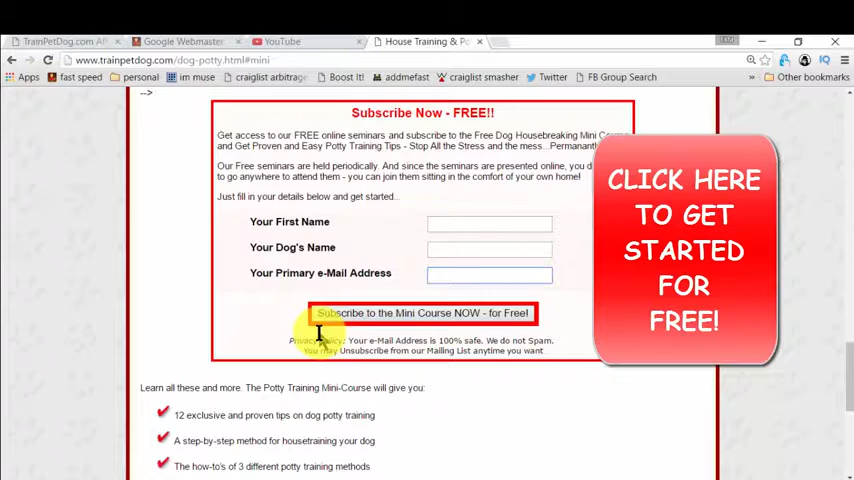 TrainPetDog.com
Google Webmaster
YouTube
House Training & Po
www.trainpetdog.com/dog-potty.html#mini
Apps fast speed personal im muse craiglist arbitrage Boost It! addmefast craiglist smasher Twitter FB Group Search Other bookmarks
-->
Subscribe Now - FREE!!
Get access to our FREE online seminars and subscribe to the Free Dog Housebreaking Mini
and Get Proven and Easy Potty Training Tips - Stop All the Stress and the mess...Permanantly
Our Free seminars are held periodically. And since the seminars are presented online, you
to go anywhere to attend them - you can join them sitting in the comfort of your own home!
Just fill in your details below and get started...
Your First Name
Your Dog's Name
Your Primary e-Mail Address
Subscribe to the Mini Course NOW - for Free!
Privacy Policy: Your e-Mail Address is 100% safe. We do not Spam.
You may Unsubscribe from our Mailing List anytime you want
CLICK HERE
TO GET
STARTED
FOR
FREE!
Learn all these and more. The Potty Training Mini-Course will give you:
12 exclusive and proven tips on dog potty training
A step-by-step method for housetraining your dog
The how-to's of 3 different potty training methods